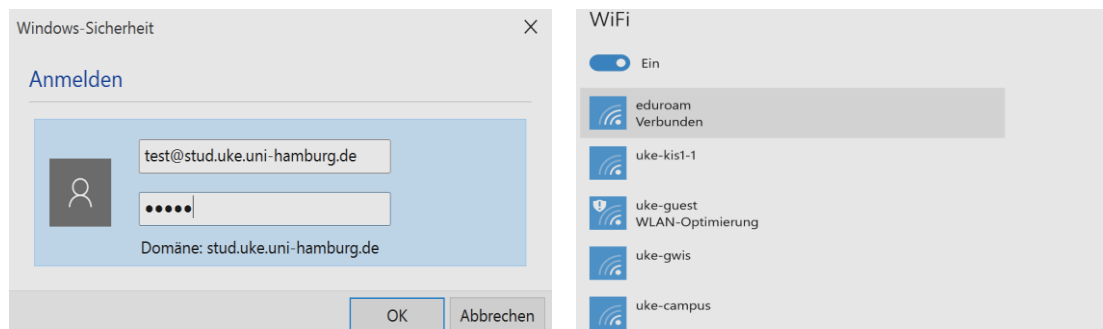 Windows-Sicherheit
Anmelden
test@stud.uke.uni-hamburg.de
●●●●●
Domäne: stud.uke.uni-hamburg.de
OK
Abbrechen
WiFi
Ein
eduroam
Verbunden
uke-kis1-1
uke-guest
WLAN-Optimierung
uke-gwis
uke-campus